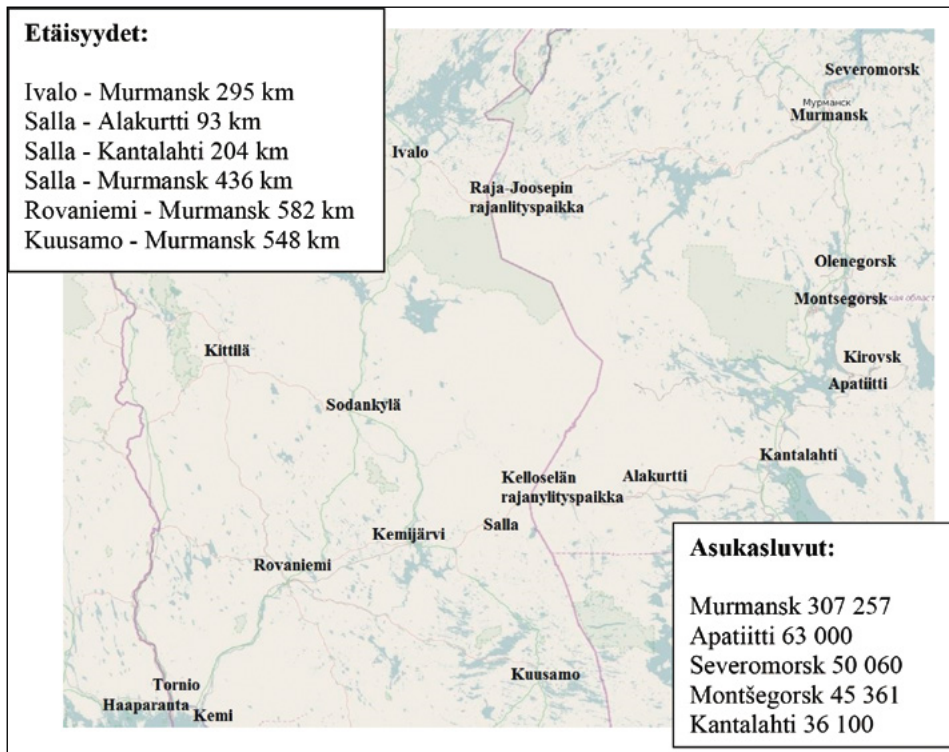 Etäisyydet:
Ivalo - Murmansk 295 km
Salla - Alakurtti 93 km
Salla - Kantalahti 204 km
Salla - Murmansk 436 km
Rovaniemi - Murmansk 582 km
Kuusamo - Murmansk 548 km
Severomorsk
Мурманск
Murmansk
Ivalo
Raja-Joosepin
rajanlityspaikka
Olenegorsk
Montsegorsk
Kittilä
Kirovsk
Apatiitti
Sodankylä
Kantalahti
Kelloselän
rajanylityspaikka
Alakurtti
Salla
Kemijärvi
Rovaniemi
Kuusamo
Tornio
Haaparanta
Kemi
Asukasluvut:
Murmansk 307 257
Apatiitti 63 000
Severomorsk 50 060
Montšegorsk 45 361
Kantalahti 36 100